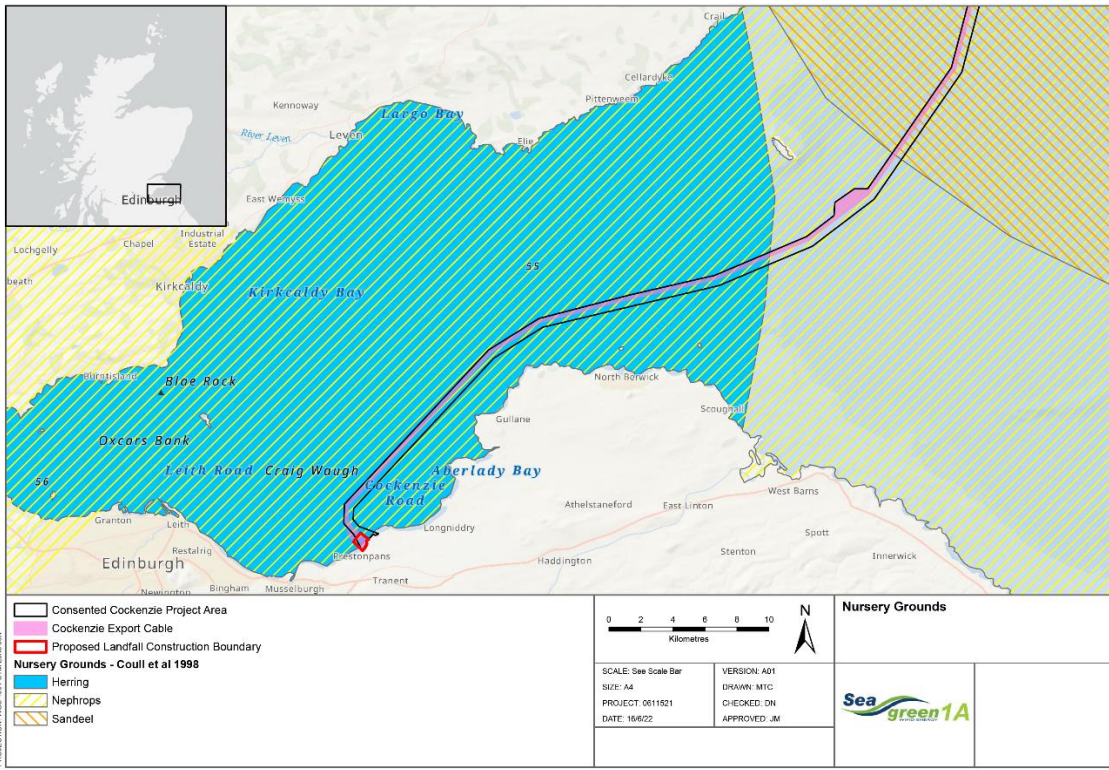 Crail
Cellardyke
Pittenweem
Kennoway
Largo Bay
River Leven
Leven
Elie
Edinburgh
East Wemyss
Lochgelly
Chapel
Industrial
Estate
55
beath
Kirkcaldy
Kirkcaldy Bay
Burntisland
Blae Rock
North Berwick
Scoughall
Gullane
Oxcars Bank
Leith Road
Craig Waugh
Aberlady Bay
Cockenzie
Road
56
West Barns
Athelstaneford
East Linton
Granton
Leith
Longniddry
Spott
Restalrig
Prestonpans
Stenton
Innerwick
Edinburgh
Haddington
Tranent
Newington
Bingham
Musselburgh
Consented Cockenzie Project Area
Cockenzie Export Cable
Proposed Landfall Construction Boundary
Nursery Grounds - Coull et al 1998
Herring
Nephrops
Sandeel
0 2 4 6 8 10
Kilometres
N
SCALE: See Scale Bar
VERSION: A01
SIZE: A4
DRAWN: MTC
PROJECT: 0611521
CHECKED: DN
DATE: 16/6/22
APPROVED: JM
Nursery Grounds
Sea
green 1A
WIND ENERGY